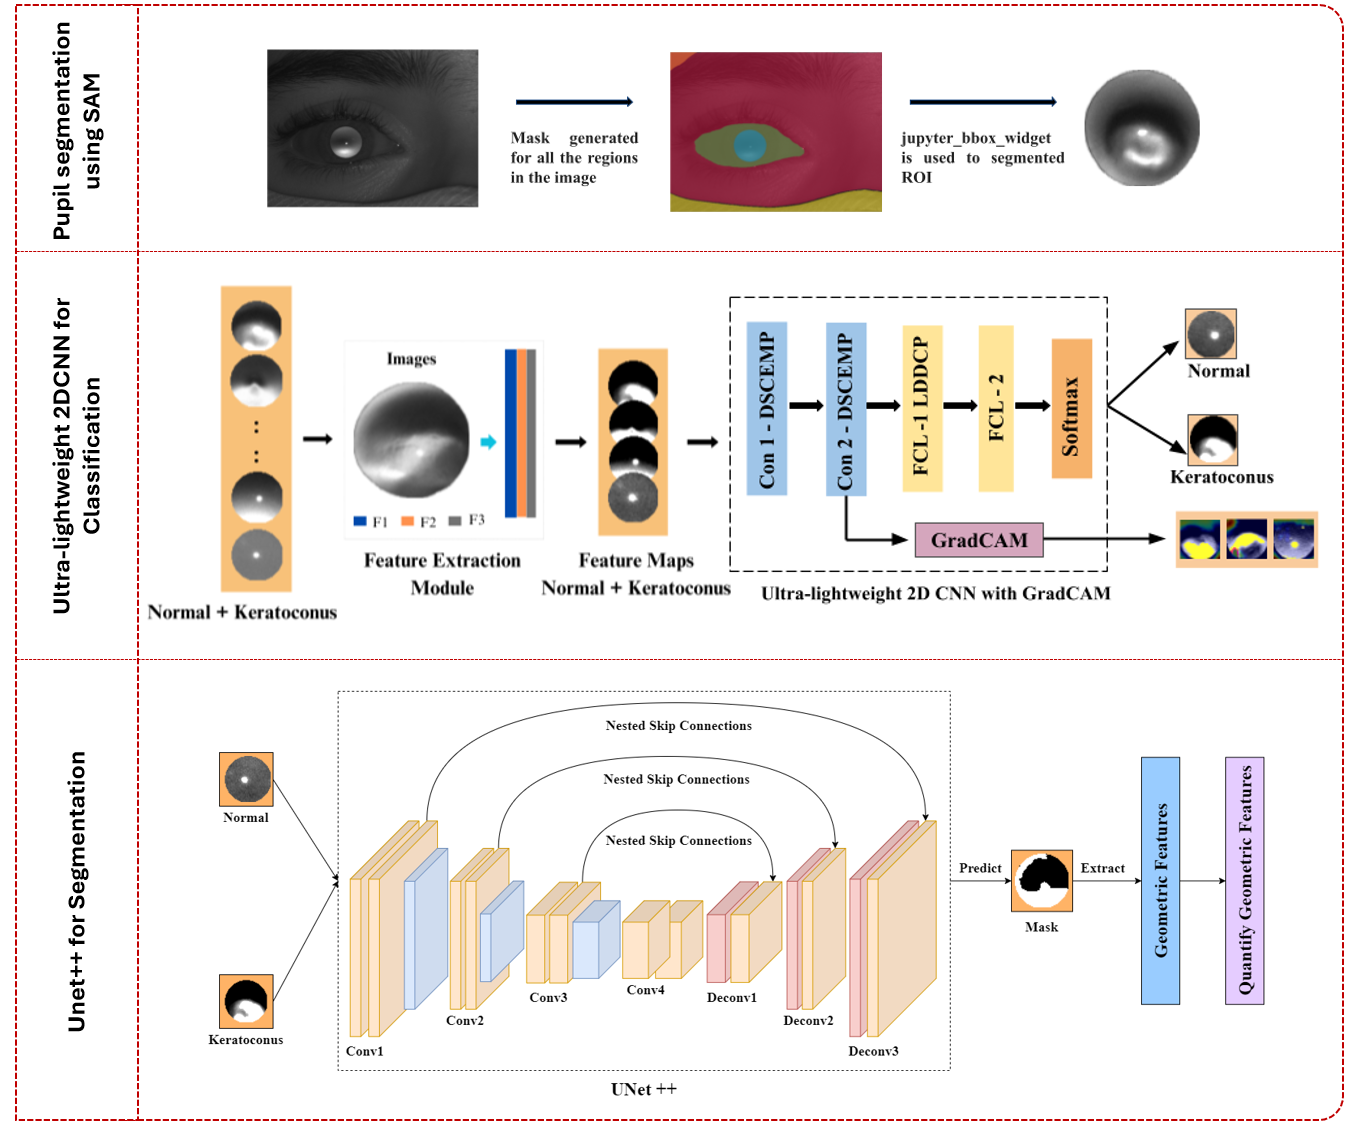 Pupil segmentation
using SAM
Mask generated
for all the regions
in the image
jupyter_bbox_widget
is used to segmented
ROI
Ultra-lightweight 2DCNN for
Classification
Normal + Keratoconus
Images
F1
F2
F3
Feature Extraction
Module
Feature Maps
Normal + Keratoconus
Con 1 - DSCEMP
Con 2 - DSCEMP
FCL -1 LDDCP
FCL - 2
Softmax
GradCAM
Ultra-lightweight 2D CNN with GradCAM
Normal
Keratoconus
Unet++ for Segmentation
Normal
Keratoconus
Nested Skip Connections
Nested Skip Connections
Nested Skip Connections
Conv1
Conv2
Conv3
Conv4
Deconv1
Deconv2
Deconv3
UNet ++
Predict
Mask
Extract
Geometric Features
Quantify Geometric Features